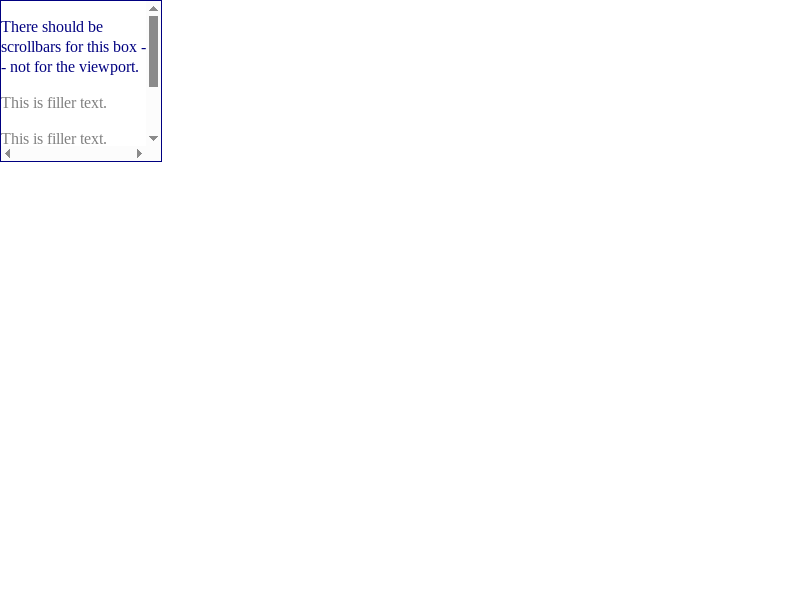 There should be
scrollbars for this box -
- not for the viewport.
This is filler text.
This is filler text.